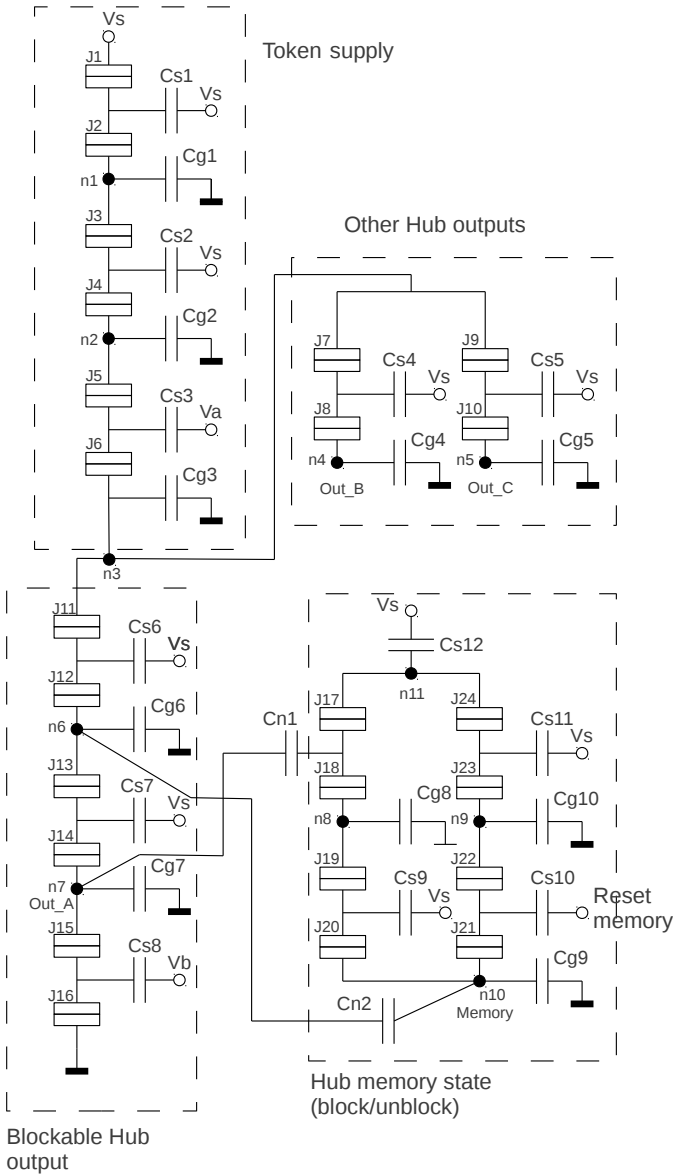 Vs
J1
Token supply
Cs1
Vs
J2
Cg1
n1
J3
Cs2
Vs
J4
Cg2
n2
J5
Cs3
Va
J6
Cg3
n3
Other Hub outputs
J7
J9
Cs4
Vs
Cs5
Vs
J8
J10
Cg4
Cg5
n4
n5
Out_B
Out_C
J11
Cs6
Vs
J12
Cg6
n6
J13
Cs7
Vs
J14
Cg7
n7
Out_A
J15
Cs8
Vb
J16
Blockable Hub
output
Vs
Cs12
n11
Cn1
J17
J24
Cs11
Vs
J18
J23
Cg8
Cg10
n8
n9
J19
J22
Cs9
Vs
Cs10
Reset
memory
J20
J21
Cg9
n10
Memory
Cn2
Hub memory state
(block/unblock)